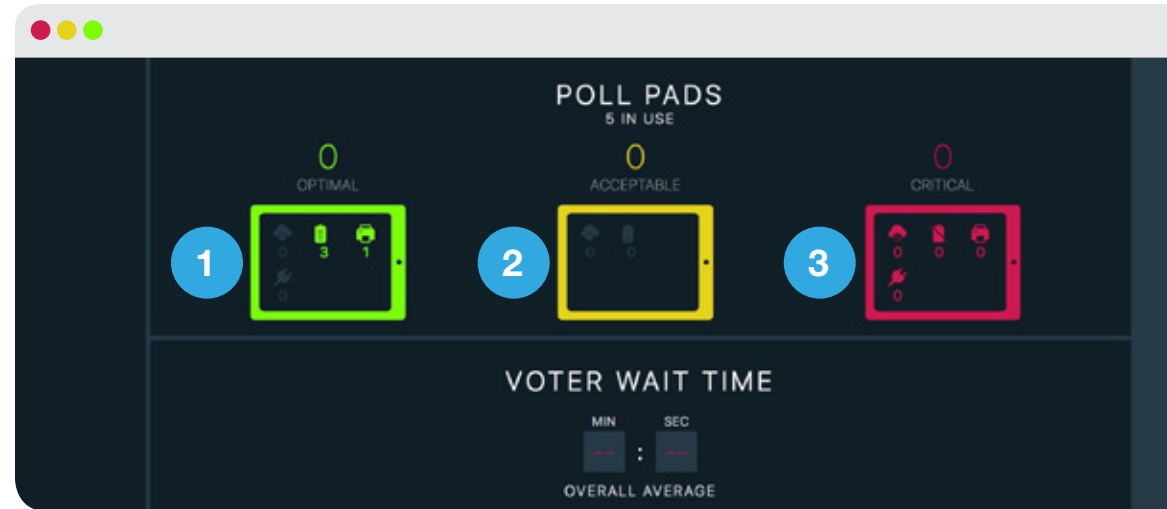 POLL PADS
5 IN USE
0 0 0
OPTIMAL ACCEPTABLE CRITICAL
1 2 3
0 3 1 0 0 0 0 0
0 0
VOTER WAIT TIME
MIN SEC
-- : --
OVERALL AVERAGE